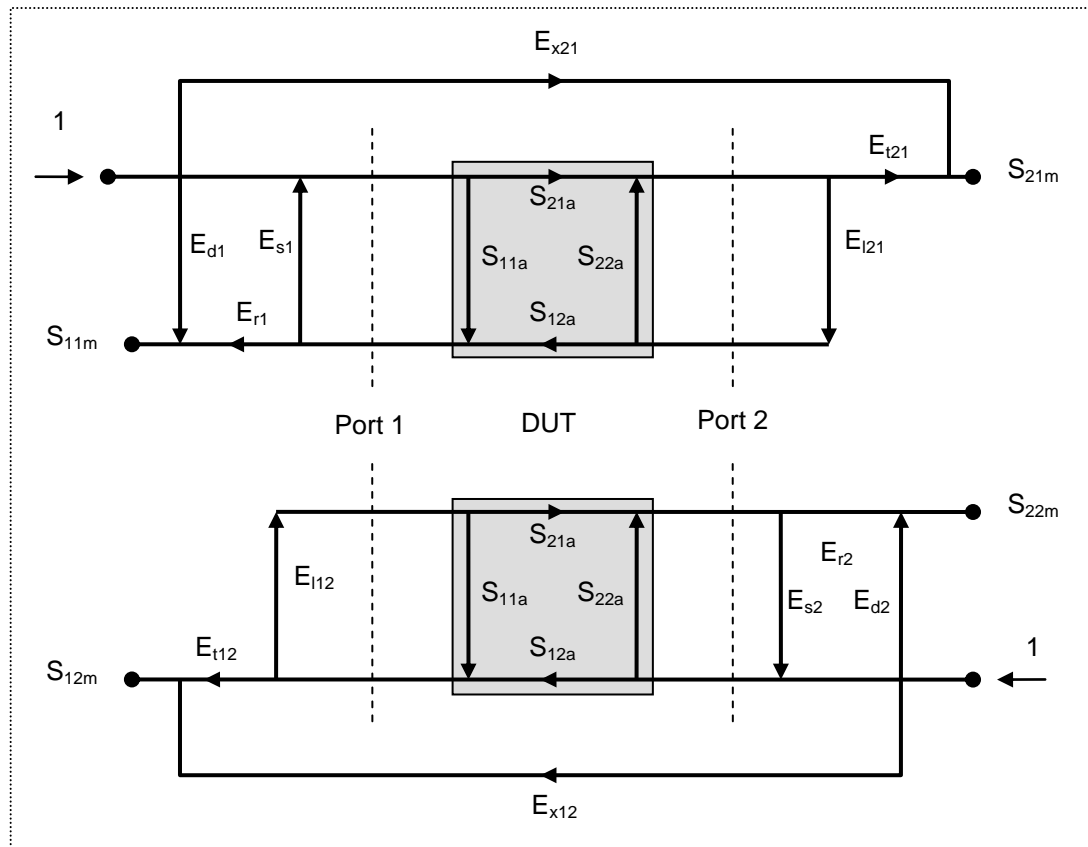 Ex21
1
Et21
S21m
S21a
Ed1
Es1
S11a
S22a
El21
Er1
S12a
S11m
Port 1
DUT
Port 2
S22m
S21a
Er2
El12
S11a
S22a
Es2
Ed2
Et12
S12a
1
S12m
Ex12